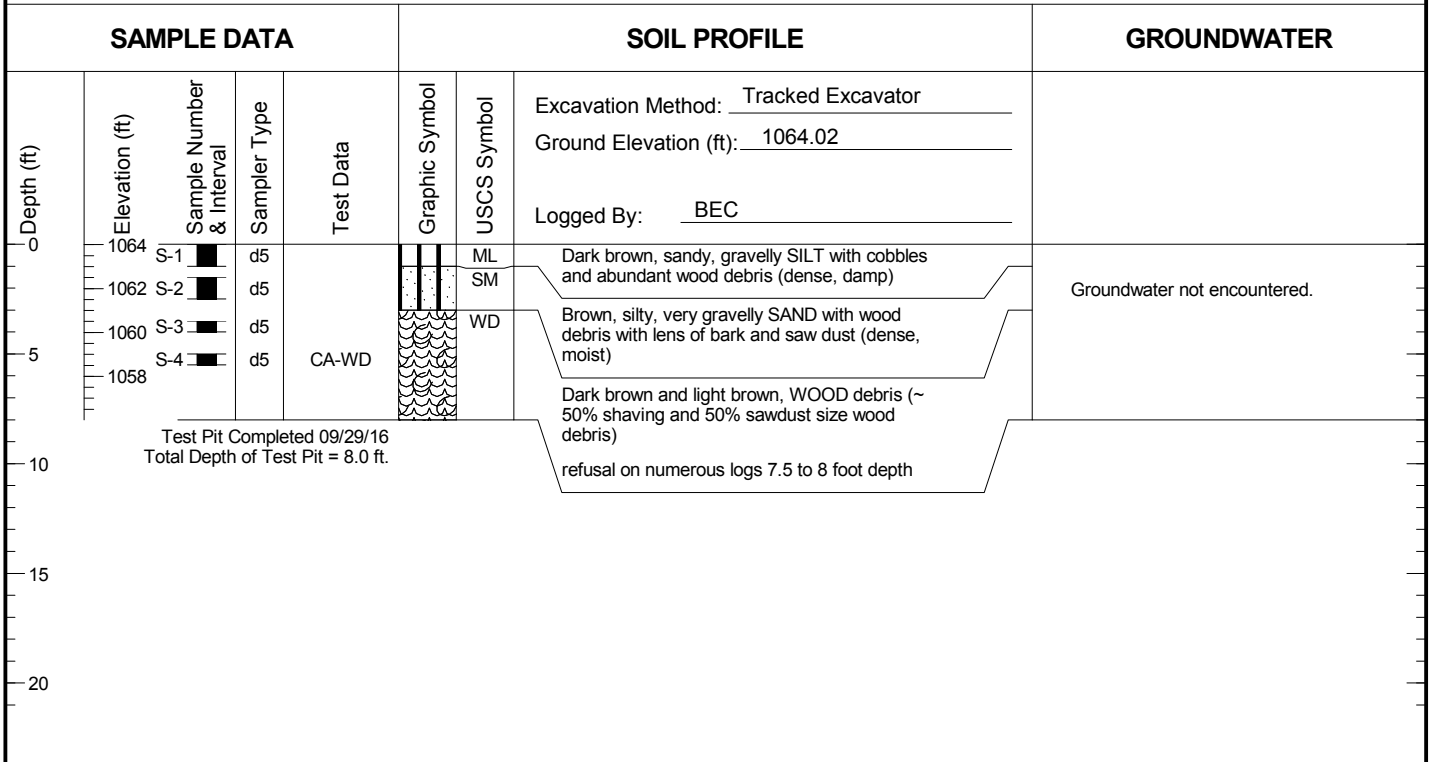 SAMPLE DATA
SOIL PROFILE
GROUNDWATER
Depth (ft)
Elevation (ft)
Sample Number
& Interval
Sampler Type
Test Data
Graphic Symbol
USCS Symbol
Excavation Method: Tracked Excavator
Ground Elevation (ft): 1064.02
Logged By: BEC
0
1064
S-1
d5
ML
Dark brown, sandy, gravelly SILT with cobbles
and abundant wood debris (dense, damp)
1062
S-2
d5
SM
Groundwater not encountered.
Brown, silty, very gravelly SAND with wood
debris with lens of bark and saw dust (dense,
moist)
1060
S-3
d5
WD
5
S-4
d5
CA-WD
1058
Dark brown and light brown, WOOD debris (~
50% shaving and 50% sawdust size wood
debris)
refusal on numerous logs 7.5 to 8 foot depth
Test Pit Completed 09/29/16
Total Depth of Test Pit = 8.0 ft.
10
15
20